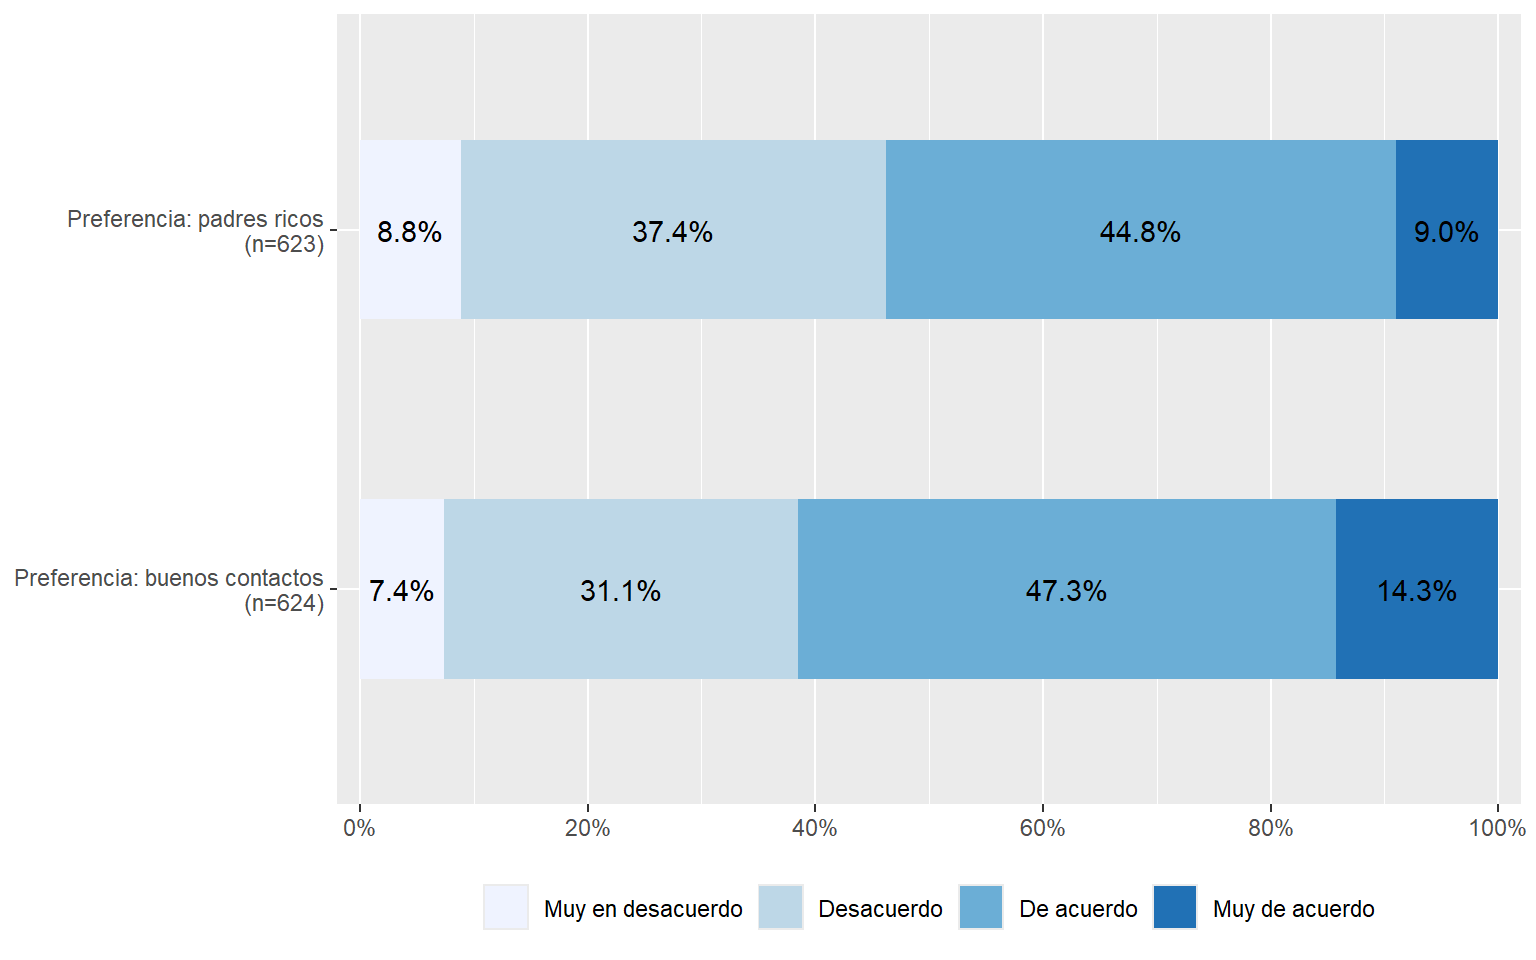 Preferencia: padres ricos
(n=623)
8.8%
37.4%
44.8%
9.0%
Preferencia: buenos contactos
(n=624)
7.4%
31.1%
47.3%
14.3%
0%
20%
40%
60%
80%
100%
Muy en desacuerdo
Desacuerdo
De acuerdo
Muy de acuerdo